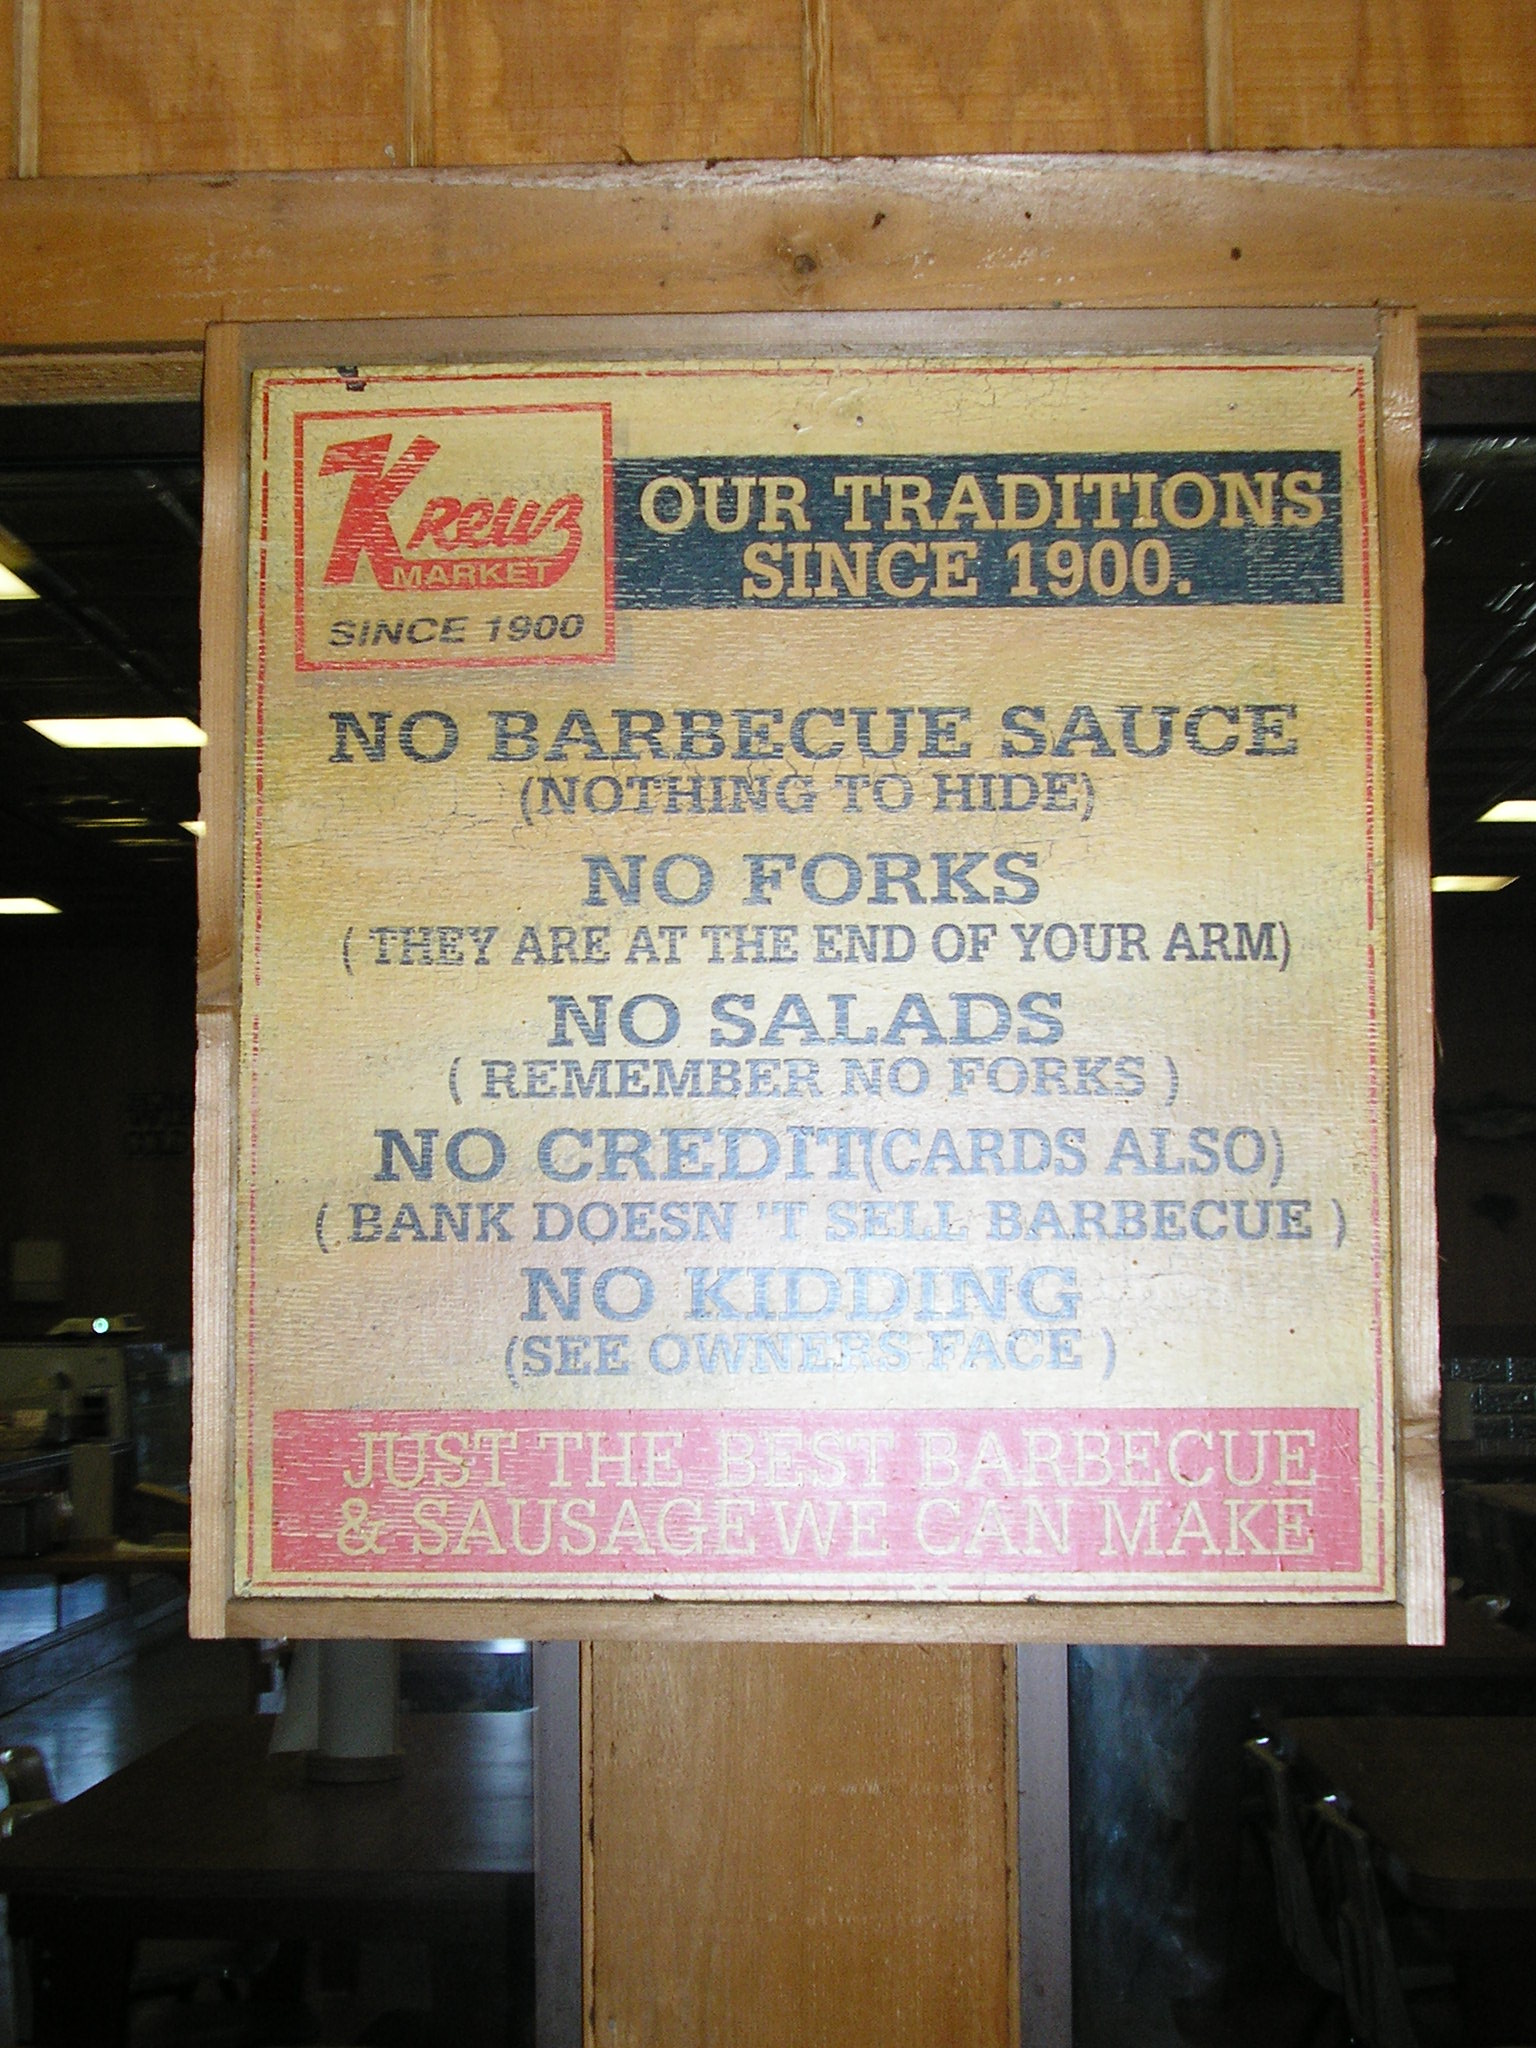 Kreuz
MARKET
SINCE 1900
OUR TRADITIONS
SINCE 1900.
NO BARBECUE SAUCE
(NOTHING TO HIDE)
NO FORKS
( THEY ARE AT THE END OF YOUR ARM)
NO SALADS
( REMEMBER NO FORKS )
NO CREDIT(CARDS ALSO)
( BANK DOESN 'T SELL BARBECUE )
NO KIDDING
(SEE OWNERS FACE )
JUST THE BEST BARBECUE
& SAUSAGE WE CAN MAKE